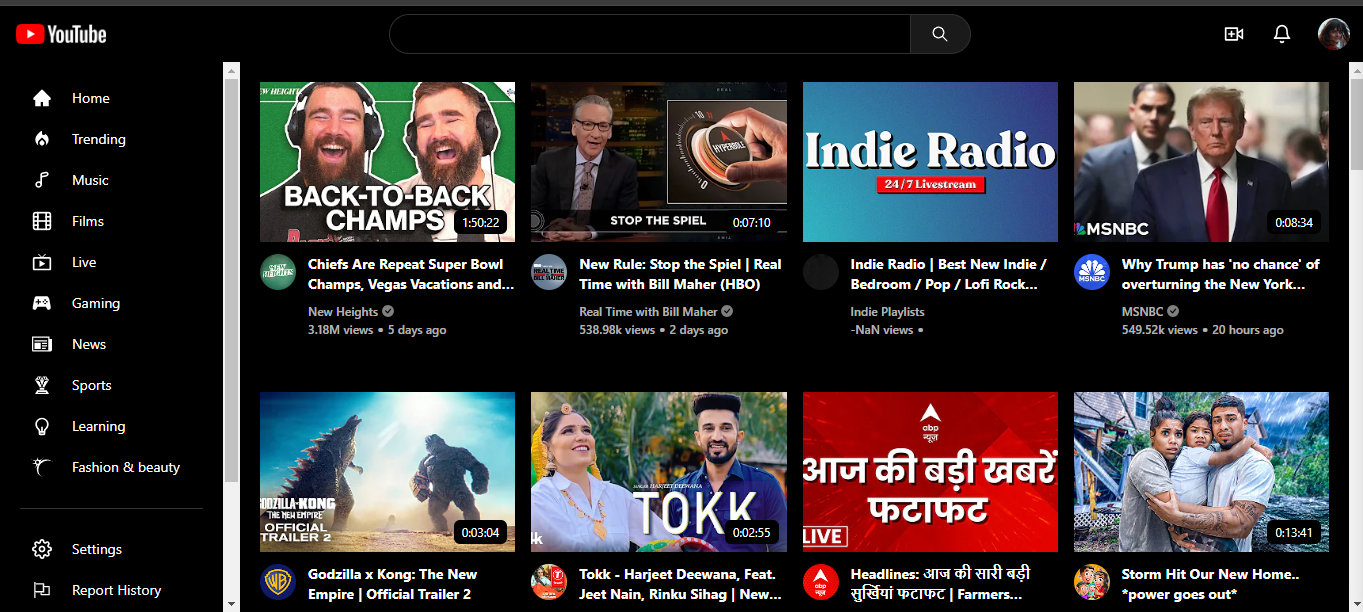 YouTube
Home
Trending
Music
Films
Live
Gaming
News
Sports
Learning
Fashion & beauty
Settings
Report History
BACK-TO-BACK
CHAMPS
1:50:22
Chiefs Are Repeat Super Bowl
Champs, Vegas Vacations and...
New Heights
3.18M views • 5 days ago
HYPERBOLE
STOP THE SPIEL
0:07:10
New Rule: Stop the Spiel | Real
Time with Bill Maher (HBO)
Real Time with Bill Maher
538.98k views • 2 days ago
Indie Radio
24/7 Livestream
Indie Radio | Best New Indie /
Bedroom / Pop / Lofi Rock...
Indie Playlists
-NaN views •
MSNBC
0:08:34
MSNBC
Why Trump has 'no chance' of
overturning the New York...
MSNBC
549.52k views • 20 hours ago
GODZILLA-KONG
THE NEW EMPIRE
OFFICIAL
TRAILER 2
0:03:04
Godzilla x Kong: The New
Empire | Official Trailer 2
SINGER HARJEET DEEWANA
TOKK
0:02:55
Tokk - Harjeet Deewana, Feat.
Jeet Nain, Rinku Sihag | New...
abp
न्यूज़
आज की बड़ी खबरें
फटाफट
LIVE
abp
Headlines: आज की सारी बड़ी
सुर्खियां फटाफट | Farmers...
0:13:41
Storm Hit Our New Home..
*power goes out*